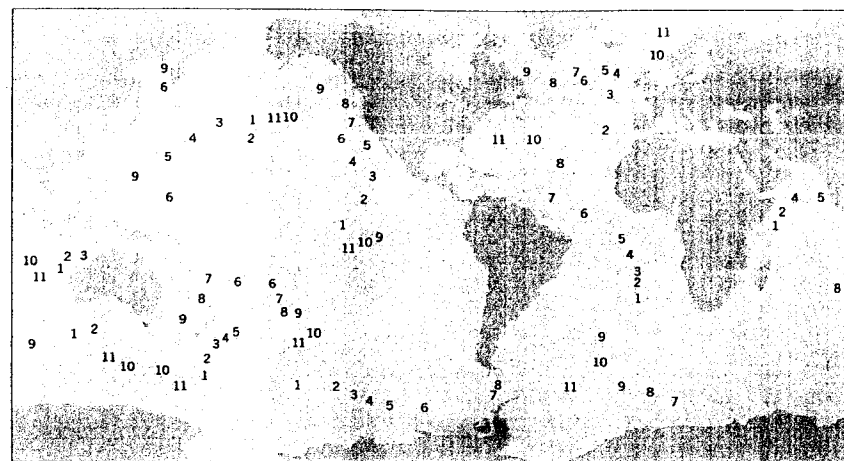 11
10
9 9 7 5 4
6 8 6
9 3
8
3 1 11 10 7 2
4 2 6 5 11 10
5 4 8
9 3
6 2 7 4 5
6 2
1 1
10 9 5
11 4
10 2 3
1 3
11 7 6 6 2
8
8 7 1
9 8 9
1 2 5 10 9
9 3 4 11
11 2 10
10 10
11 1 1 2 8 11 9
3 7 8
4 5 6 7